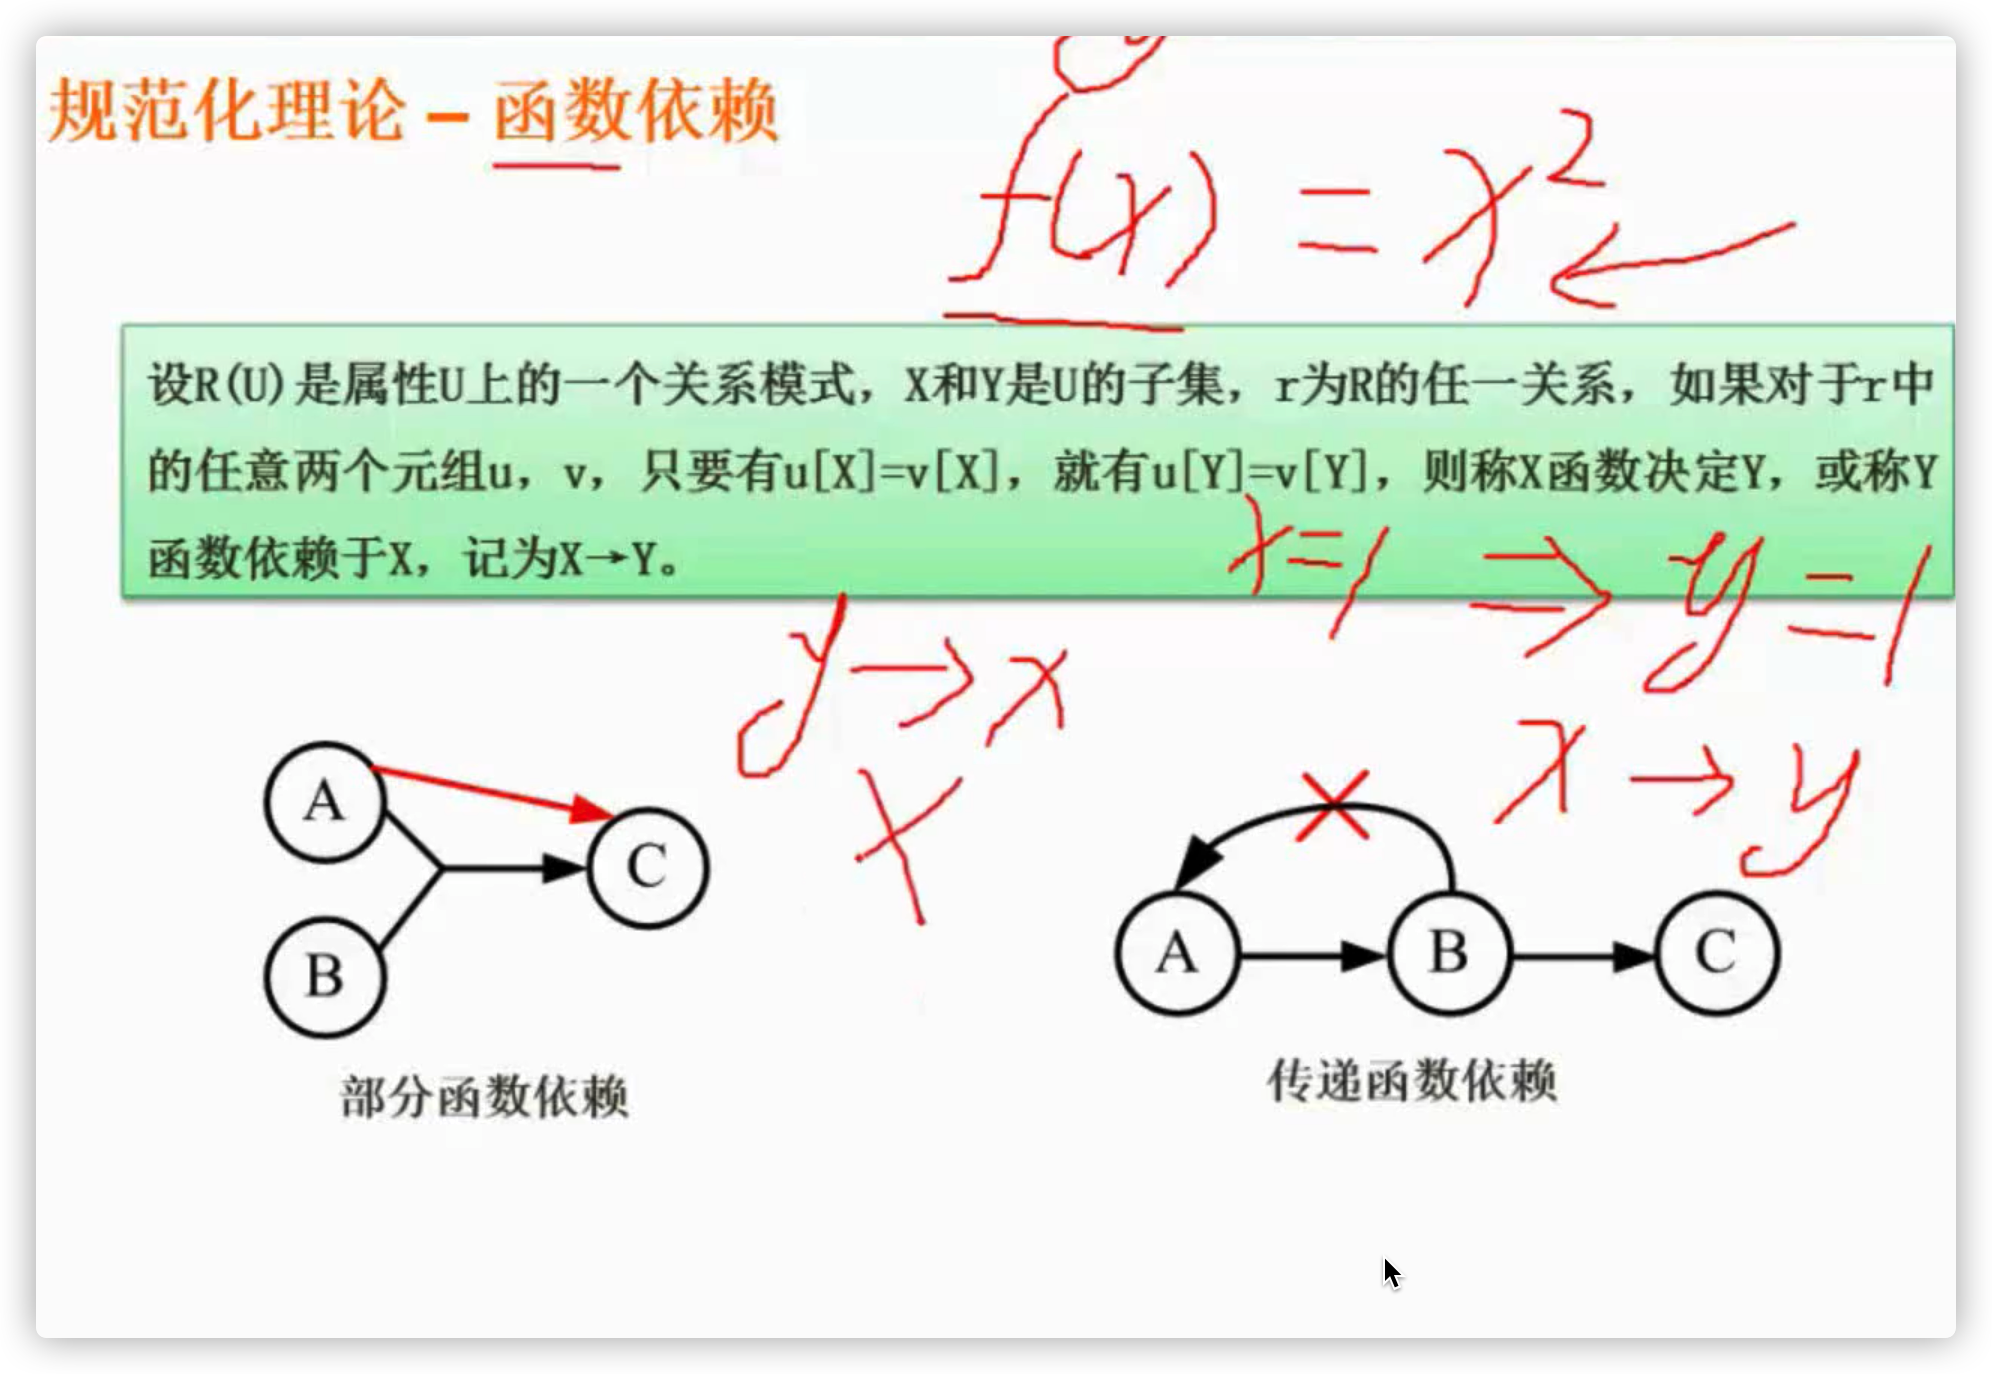 规范化理论 – 函数依赖
f(x) = x²
设R(U)是属性U上的一个关系模式，X和Y是U的子集，r为R的任一关系，如果对于r中
的任意两个元组u，v，只要有u[X]=v[X]，就有u[Y]=v[Y]，则称X函数决定Y，或称Y
函数依赖于X，记为X→Y。
x=1 ⇒ y=1
y→x
x→y
A
B
C
A
B
C
部分函数依赖
传递函数依赖